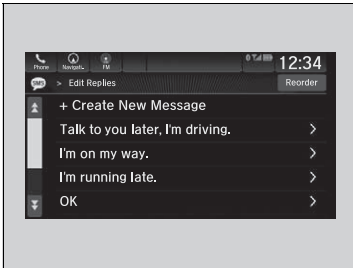 Phone
Navigati..
FM
12:34
SMS
> Edit Replies
Reorder
+ Create New Message
Talk to you later, I'm driving.
I'm on my way.
I'm running late.
OK